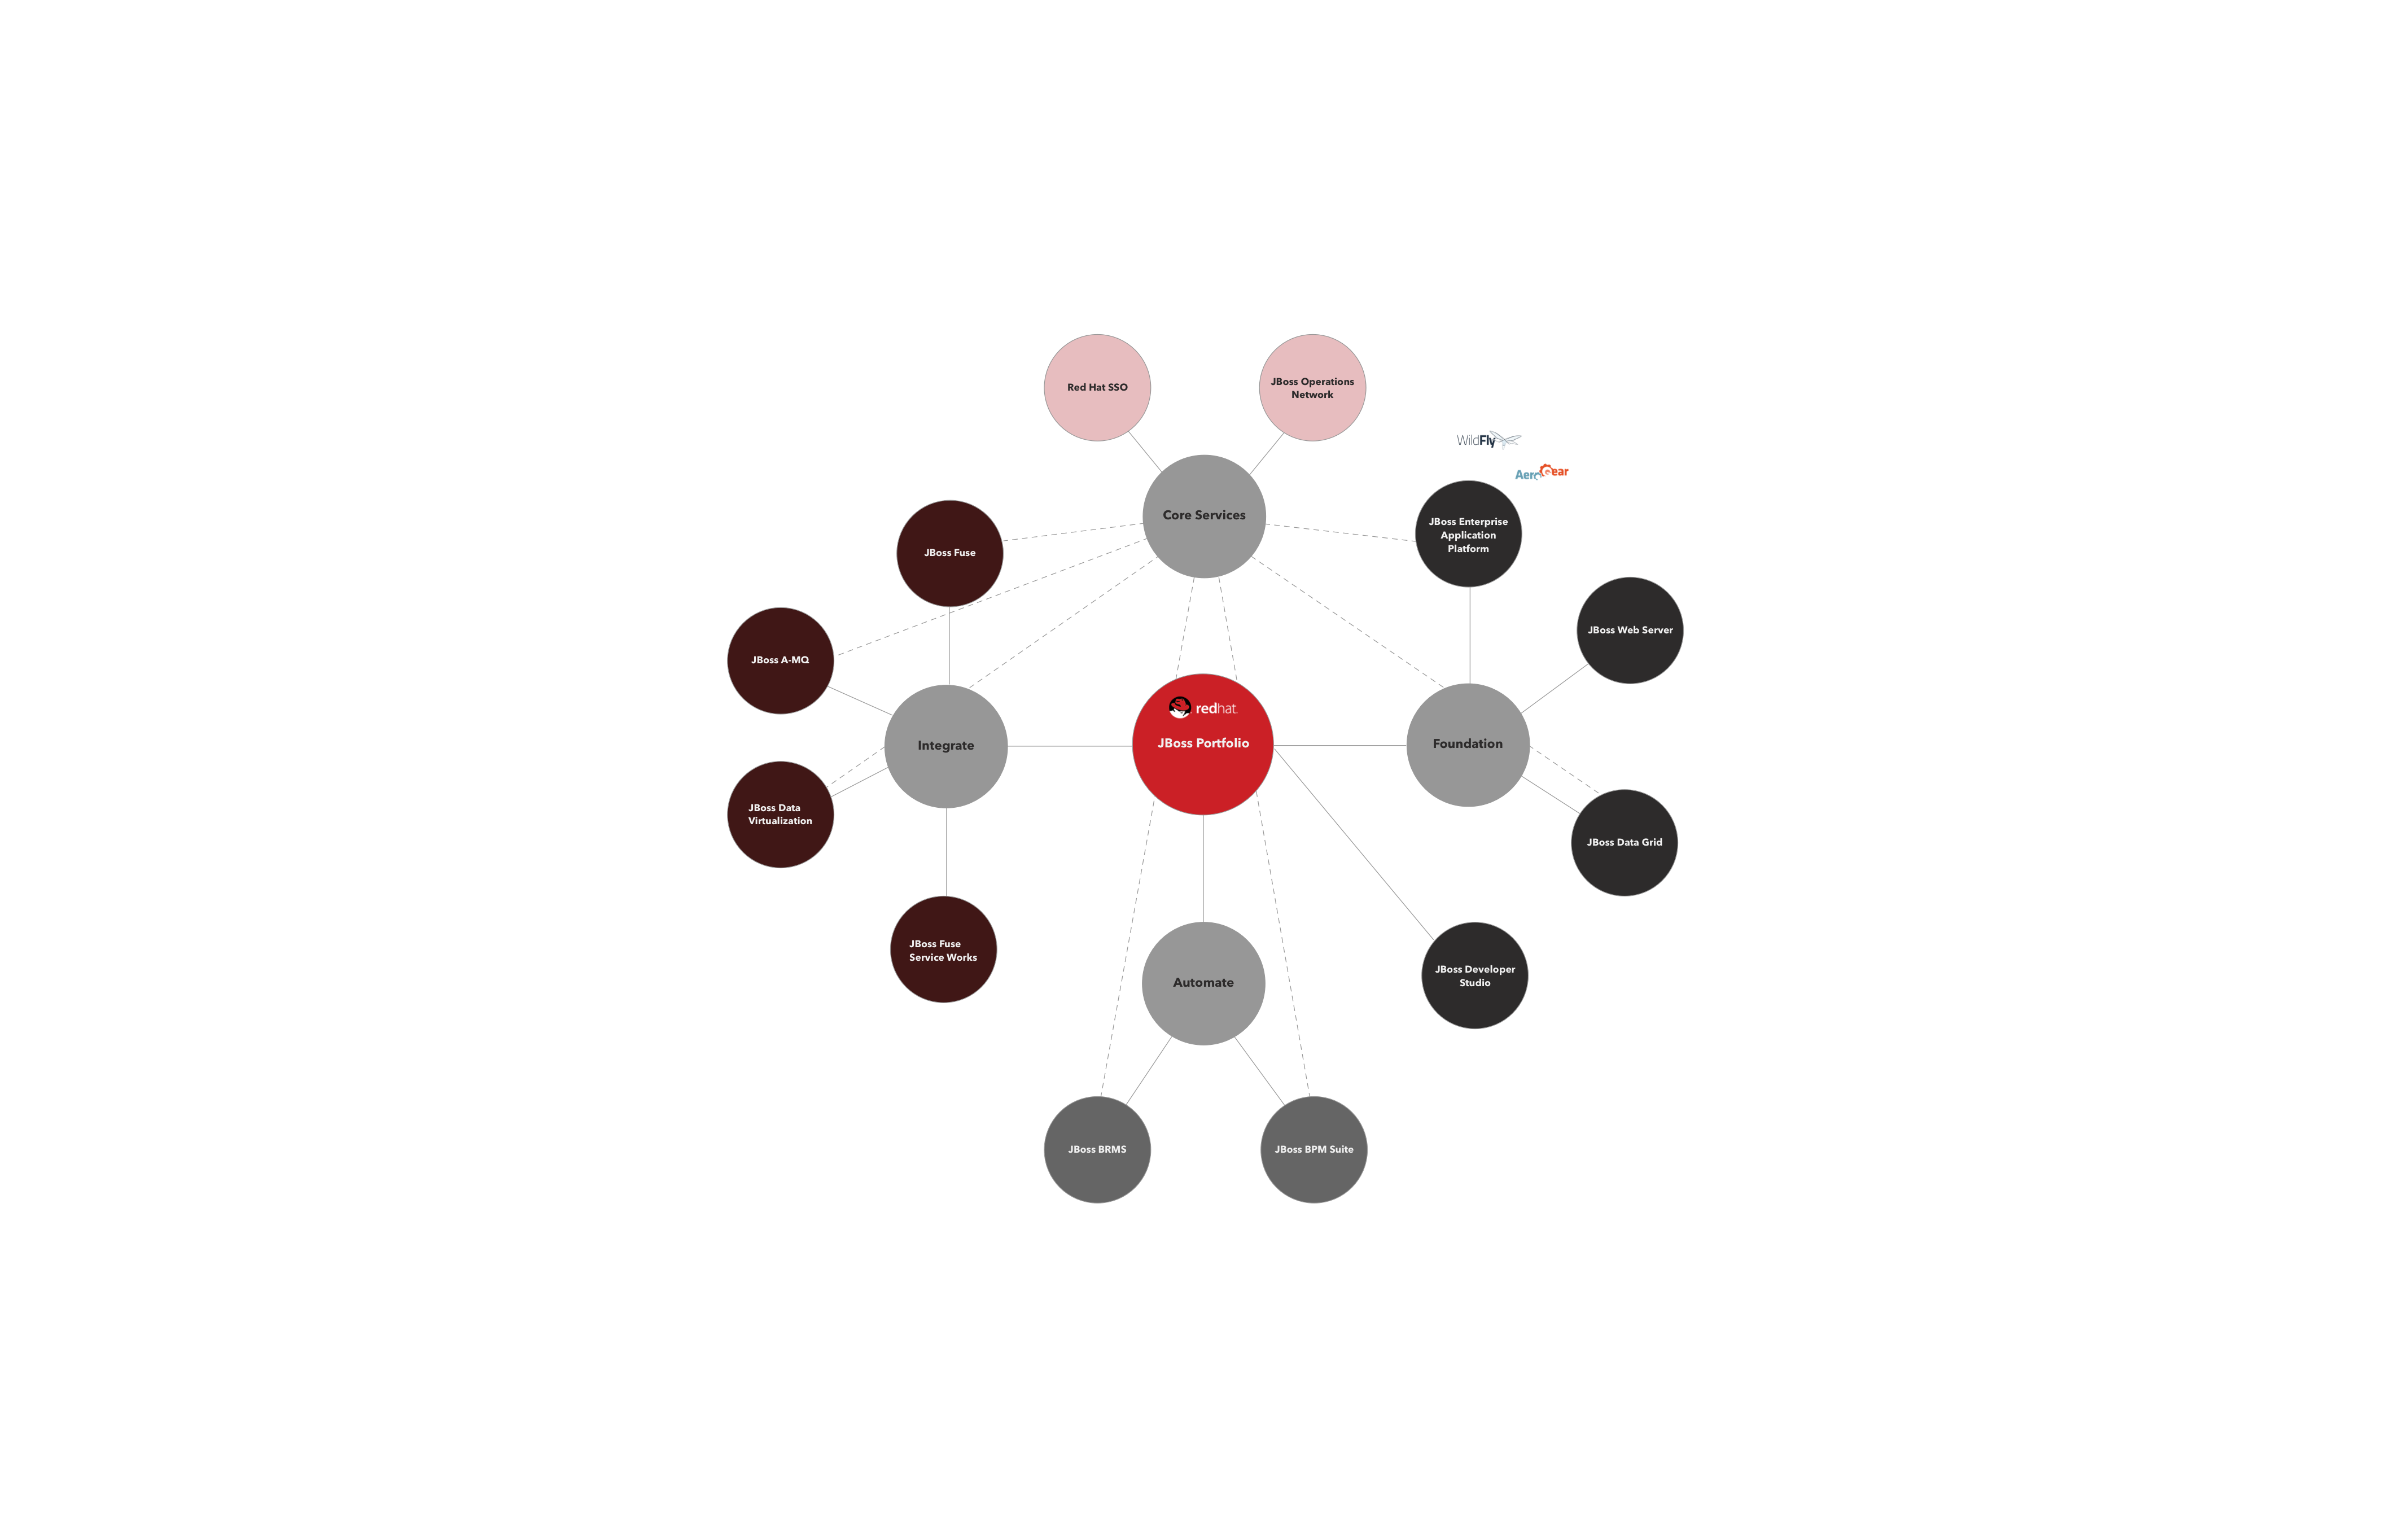 Red Hat SSO
JBoss Operations
Network
WildFly
AeroGear
Core Services
JBoss Enterprise
Application
Platform
JBoss Fuse
JBoss Web Server
JBoss A-MQ
redhat.
JBoss Portfolio
Integrate
Foundation
JBoss Data
Virtualization
JBoss Data Grid
JBoss Fuse
Service Works
Automate
JBoss Developer
Studio
JBoss BRMS
JBoss BPM Suite